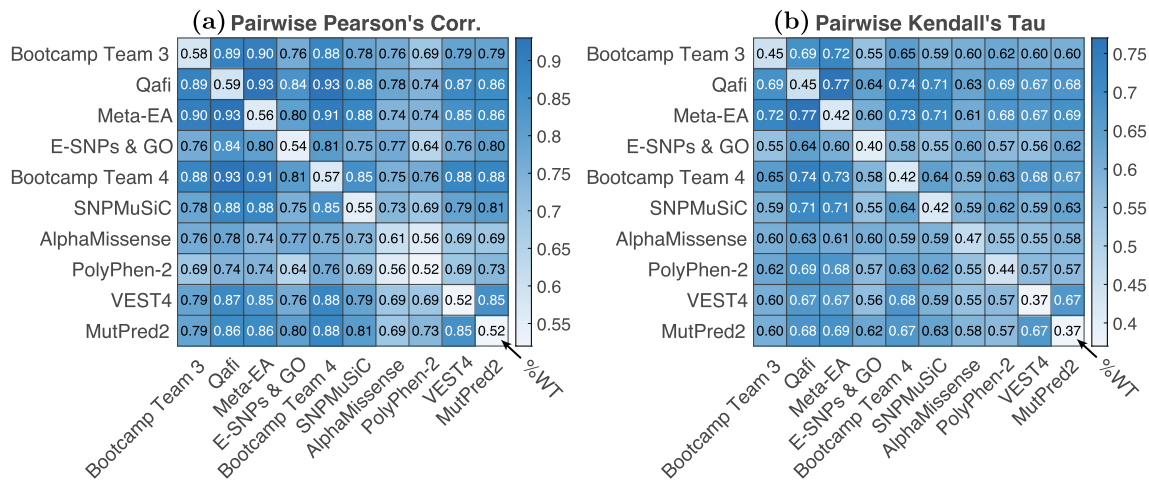 (a) Pairwise Pearson's Corr.
Bootcamp Team 3 0.58 0.89 0.90 0.76 0.88 0.78 0.76 0.69 0.79 0.79
Qafi 0.89 0.59 0.93 0.84 0.93 0.88 0.78 0.74 0.87 0.86
Meta-EA 0.90 0.93 0.56 0.80 0.91 0.88 0.74 0.74 0.85 0.86
E-SNPs & GO 0.76 0.84 0.80 0.54 0.81 0.75 0.77 0.64 0.76 0.80
Bootcamp Team 4 0.88 0.93 0.91 0.81 0.57 0.85 0.75 0.76 0.88 0.88
SNPMuSiC 0.78 0.88 0.88 0.75 0.85 0.55 0.73 0.69 0.79 0.81
AlphaMissense 0.76 0.78 0.74 0.77 0.75 0.73 0.61 0.56 0.69 0.69
PolyPhen-2 0.69 0.74 0.74 0.64 0.76 0.69 0.56 0.52 0.69 0.73
VEST4 0.79 0.87 0.85 0.76 0.88 0.79 0.69 0.69 0.52 0.85
MutPred2 0.79 0.86 0.86 0.80 0.88 0.81 0.69 0.73 0.85 0.52
Bootcamp Team 3
Qafi
Meta-EA
E-SNPs & GO
Bootcamp Team 4
SNPMuSiC
AlphaMissense
PolyPhen-2
VEST4
MutPred2
%WT
0.9
0.85
0.8
0.75
0.7
0.65
0.6
0.55
(b) Pairwise Kendall's Tau
Bootcamp Team 3 0.45 0.69 0.72 0.55 0.65 0.59 0.60 0.62 0.60 0.60
Qafi 0.69 0.45 0.77 0.64 0.74 0.71 0.63 0.69 0.67 0.68
Meta-EA 0.72 0.77 0.42 0.60 0.73 0.71 0.61 0.68 0.67 0.69
E-SNPs & GO 0.55 0.64 0.60 0.40 0.58 0.55 0.60 0.57 0.56 0.62
Bootcamp Team 4 0.65 0.74 0.73 0.58 0.42 0.64 0.59 0.63 0.68 0.67
SNPMuSiC 0.59 0.71 0.71 0.55 0.64 0.42 0.59 0.62 0.59 0.63
AlphaMissense 0.60 0.63 0.61 0.60 0.59 0.59 0.47 0.55 0.55 0.58
PolyPhen-2 0.62 0.69 0.68 0.57 0.63 0.62 0.55 0.44 0.57 0.57
VEST4 0.60 0.67 0.67 0.56 0.68 0.59 0.55 0.57 0.37 0.67
MutPred2 0.60 0.68 0.69 0.62 0.67 0.63 0.58 0.57 0.67 0.37
Bootcamp Team 3
Qafi
Meta-EA
E-SNPs & GO
Bootcamp Team 4
SNPMuSiC
AlphaMissense
PolyPhen-2
VEST4
MutPred2
%WT
0.75
0.7
0.65
0.6
0.55
0.5
0.45
0.4